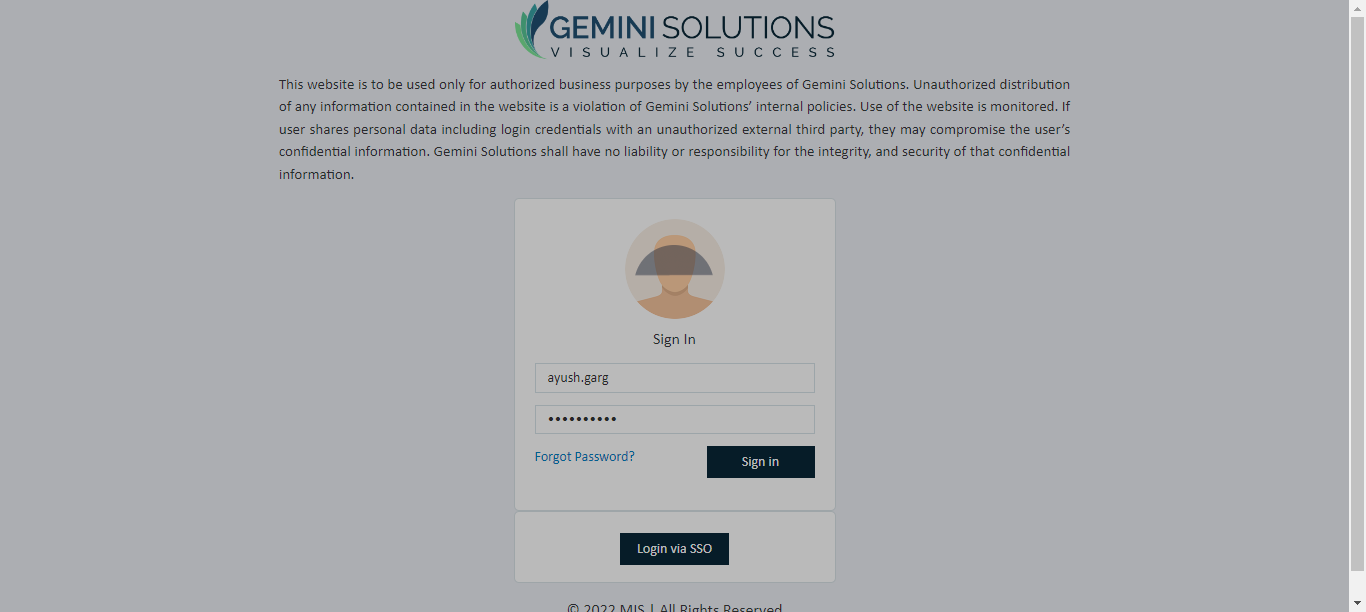 GEMINI SOLUTIONS
VISUALIZE SUCCESS
This website is to be used only for authorized business purposes by the employees of Gemini Solutions. Unauthorized distribution
of any information contained in the website is a violation of Gemini Solutions’ internal policies. Use of the website is monitored. If
user shares personal data including login credentials with an unauthorized external third party, they may compromise the user’s
confidential information. Gemini Solutions shall have no liability or responsibility for the integrity, and security of that confidential
information.
Sign In
ayush.garg
••••••••••
Forgot Password?
Sign in
Login via SSO
© 2022 MIS | All Rights Reserved